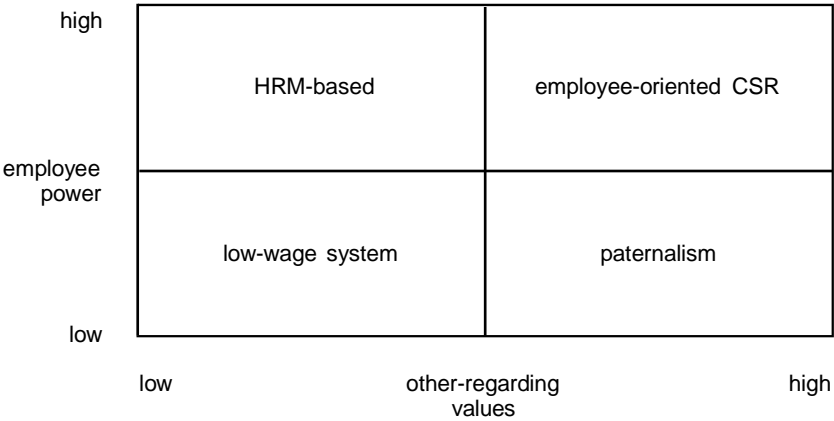 high
HRM-based employee-oriented CSR
employee
power
low-wage system paternalism
low
low other-regarding high
values